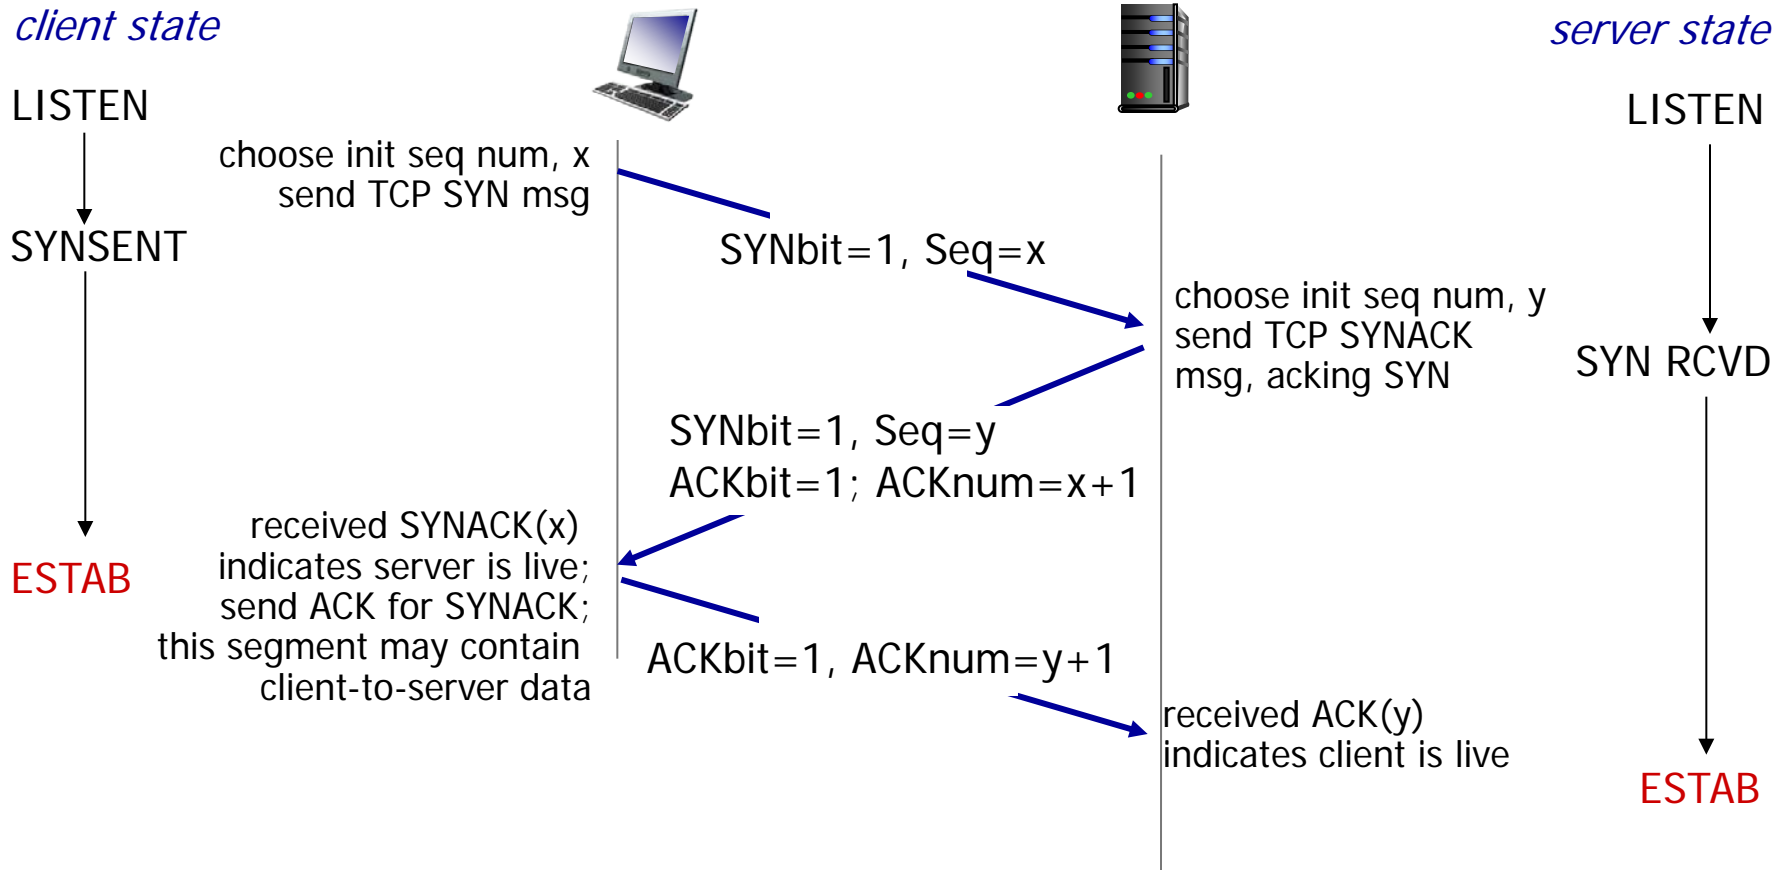 client state
server state
LISTEN
LISTEN
choose init seq num, x
send TCP SYN msg
SYNSENT
SYNbit=1, Seq=x
choose init seq num, y
send TCP SYNACK
msg, acking SYN
SYN RCVD
SYNbit=1, Seq=y
ACKbit=1; ACKnum=x+1
received SYNACK(x)
indicates server is live;
send ACK for SYNACK;
this segment may contain
client-to-server data
ESTAB
ACKbit=1, ACKnum=y+1
received ACK(y)
indicates client is live
ESTAB